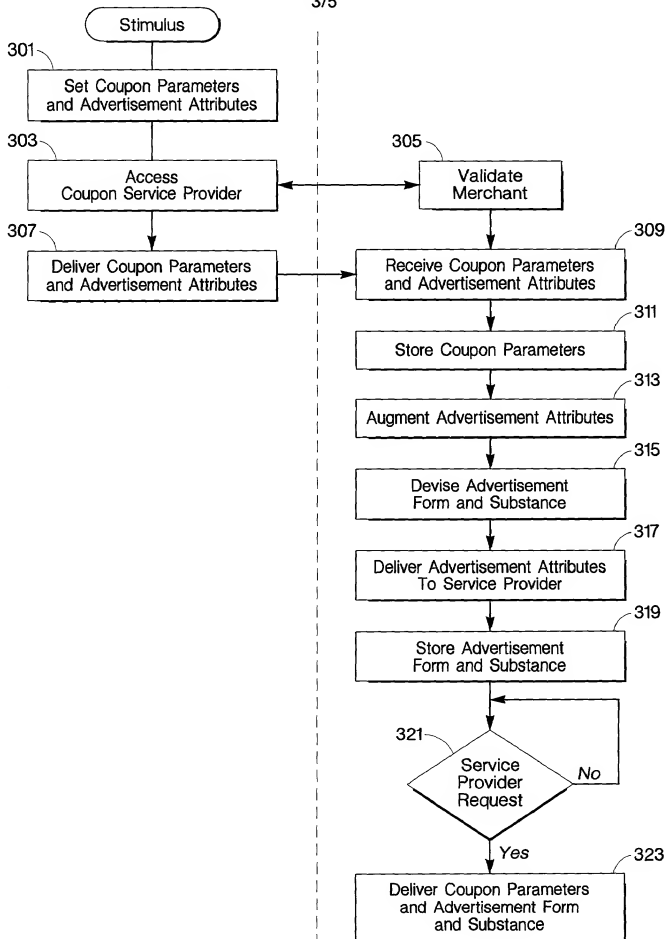 3/5
Stimulus
301
Set Coupon Parameters
and Advertisement Attributes
303
Access
Coupon Service Provider
305
Validate
Merchant
307
Deliver Coupon Parameters
and Advertisement Attributes
309
Receive Coupon Parameters
and Advertisement Attributes
311
Store Coupon Parameters
313
Augment Advertisement Attributes
315
Devise Advertisement
Form and Substance
317
Deliver Advertisement Attributes
To Service Provider
319
Store Advertisement
Form and Substance
321
Service
Provider
Request
No
Yes
323
Deliver Coupon Parameters
and Advertisement Form
and Substance